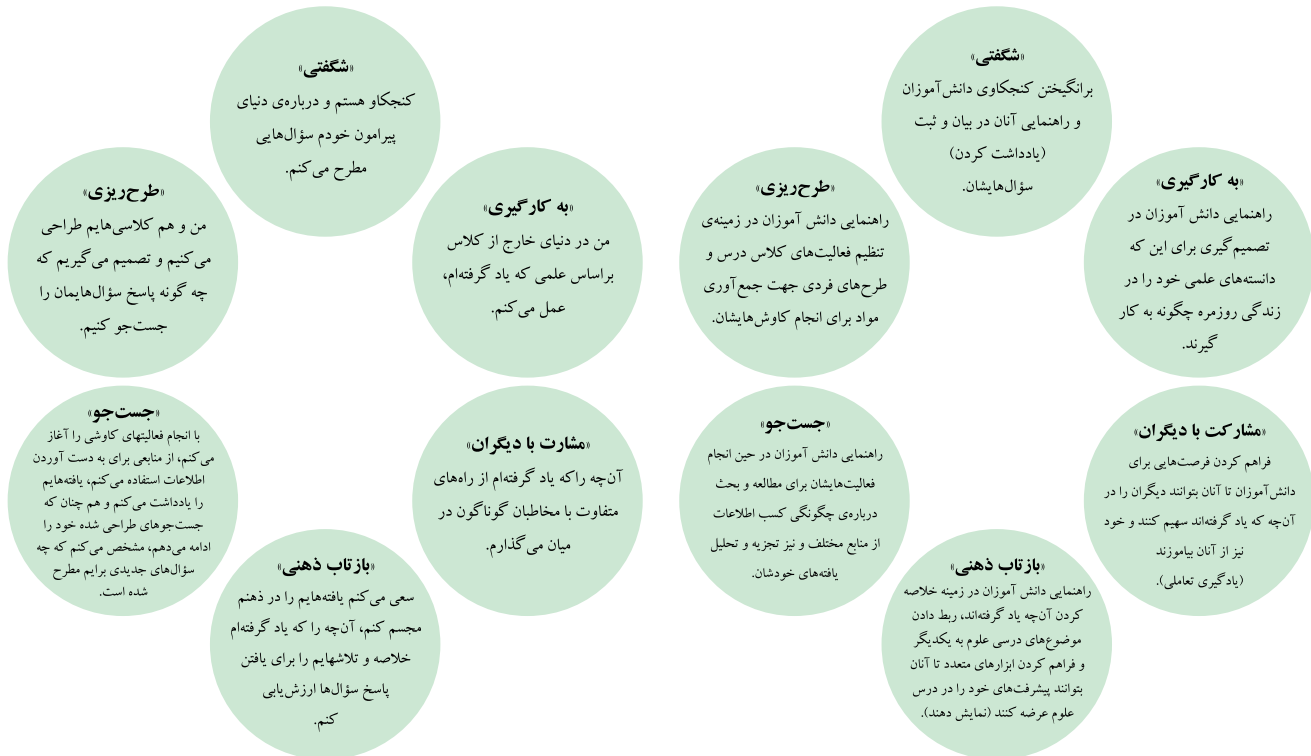 «شگفتی»
برانگیختن کنجکاوی دانش‌آموزان
و راهنمایی آنان در بیان و ثبت
(یادداشت کردن)
سؤال‌هایشان.
«به کارگیری»
راهنمایی دانش آموزان در
تصمیم‌گیری برای این که
دانسته‌های علمی خود را در
زندگی روزمره چگونه به کار
گیرند.
«طرح‌ریزی»
راهنمایی دانش آموزان در زمینه‌ی
تنظیم فعالیت‌های کلاس درس و
طرح‌های فردی جهت جمع‌آوری
مواد برای انجام کاوش‌هایشان.
«مشارکت با دیگران»
فراهم کردن فرصت‌هایی برای
دانش‌آموزان تا آنان بتوانند دیگران را در
آن‌چه که یاد گرفته‌اند سهیم کنند و خود
نیز از آنان بیاموزند
(یادگیری تعاملی).
«جست‌جو»
راهنمایی دانش آموزان در حین انجام
فعالیت‌هایشان برای مطالعه و بحث
درباره‌ی چگونگی کسب اطلاعات
از منابع مختلف و نیز تجزیه و تحلیل
یافته‌های خودشان.
«بازتاب ذهنی»
راهنمایی دانش آموزان در زمینه خلاصه
کردن آن‌چه یاد گرفته‌اند، ربط دادن
موضوع‌های درسی علوم به یکدیگر
و فراهم کردن ابزارهای متعدد تا آنان
بتوانند پیشرفت‌های خود را در درس
علوم عرضه کنند (نمایش دهند).
«شگفتی»
کنجکاو هستم و درباره‌ی دنیای
پیرامون خودم سؤال‌هایی
مطرح می‌کنم.
«به کارگیری»
من در دنیای خارج از کلاس
براساس علمی که یاد گرفته‌ام،
عمل می‌کنم.
«طرح‌ریزی»
من و هم کلاسی‌هایم طراحی
می‌کنیم و تصمیم می‌گیریم که
چه گونه پاسخ سؤال‌هایمان را
جست‌جو کنیم.
«مشارت با دیگران»
آن‌چه راکه یاد گرفته‌ام از راه‌های
متفاوت با مخاطبان گوناگون در
میان می‌گذارم.
«جست‌جو»
با انجام فعالیتهای کاوشی را آغاز
می‌کنم، از منابعی برای به دست آوردن
اطلاعات استفاده می‌کنم، یافته‌هایم
را یادداشت می‌کنم و هم چنان که
جست‌جوهای طراحی شده خود را
ادامه می‌دهم، مشخص می‌کنم که چه
سؤال‌های جدیدی برایم مطرح
شده است.
«بازتاب ذهنی»
سعی می‌کنم یافته‌هایم را در ذهنم
مجسم کنم، آن‌چه را که یاد گرفته‌ام
خلاصه و تلاشهایم را برای یافتن
پاسخ سؤال‌ها ارزش‌یابی
کنم.